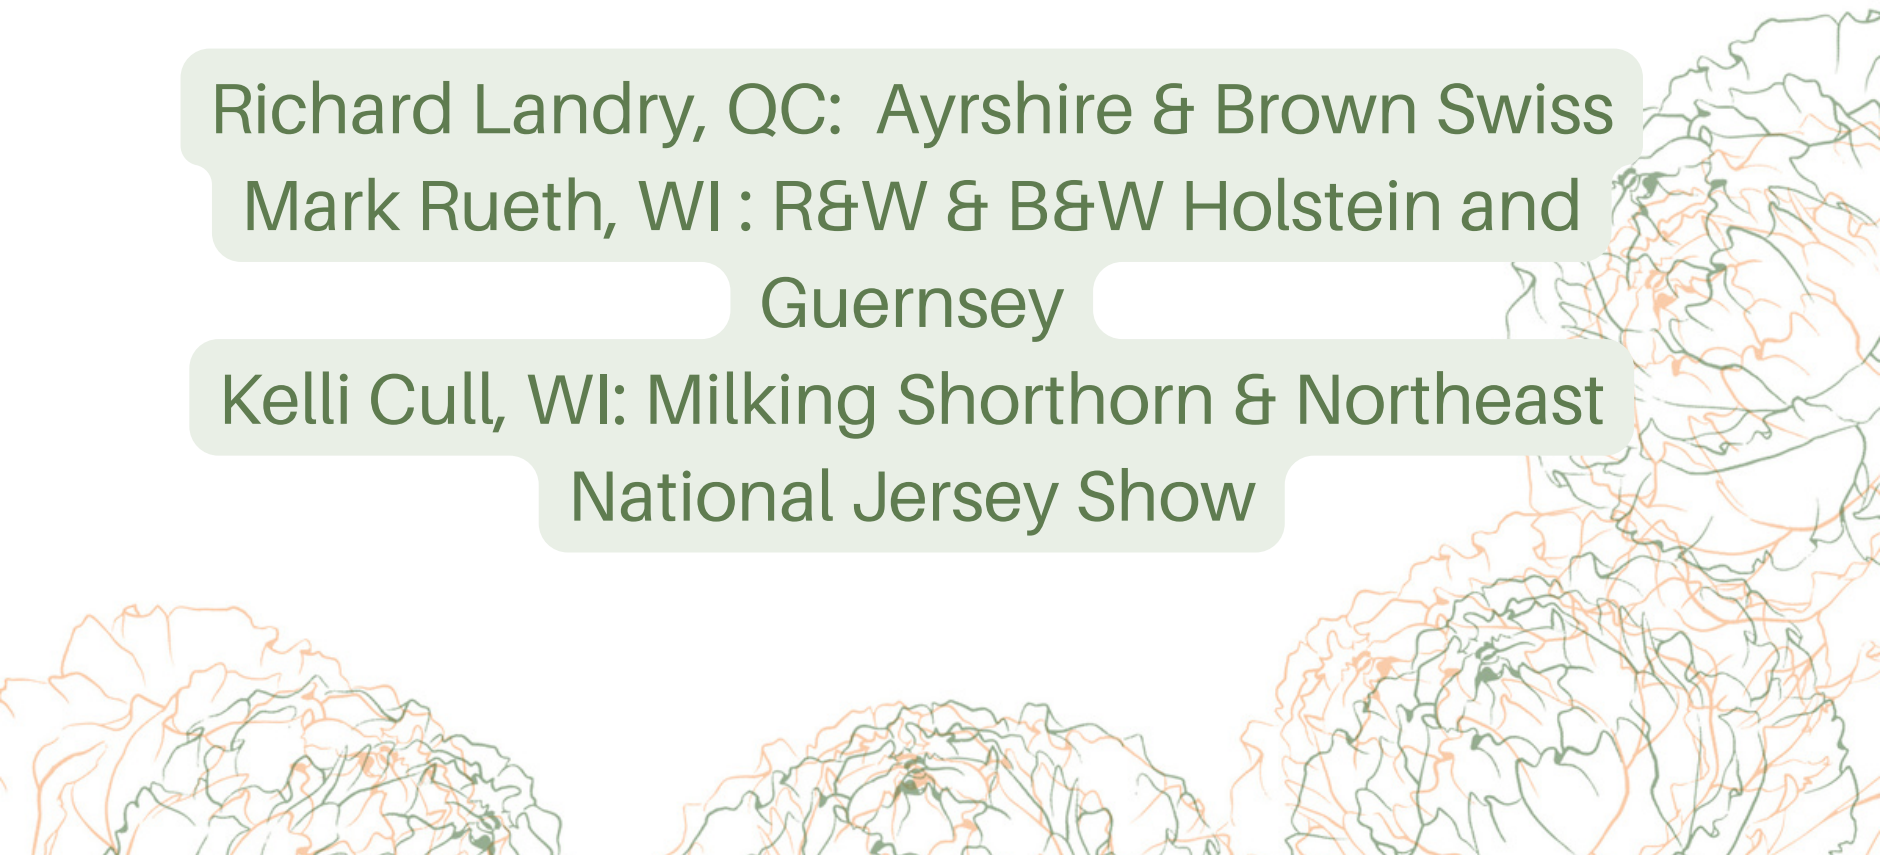 Richard Landry, QC:  Ayrshire & Brown Swiss
Mark Rueth, WI : R&W & B&W Holstein and
Guernsey
Kelli Cull, WI: Milking Shorthorn & Northeast
National Jersey Show